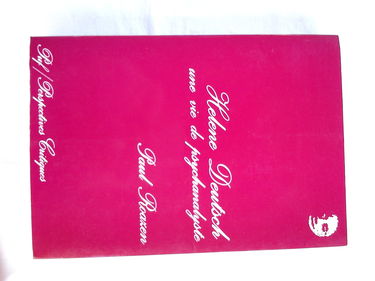 Helene Deutsch
une vie de psychanalyste
Paul Roazen
Puf / Perspectives Critiques